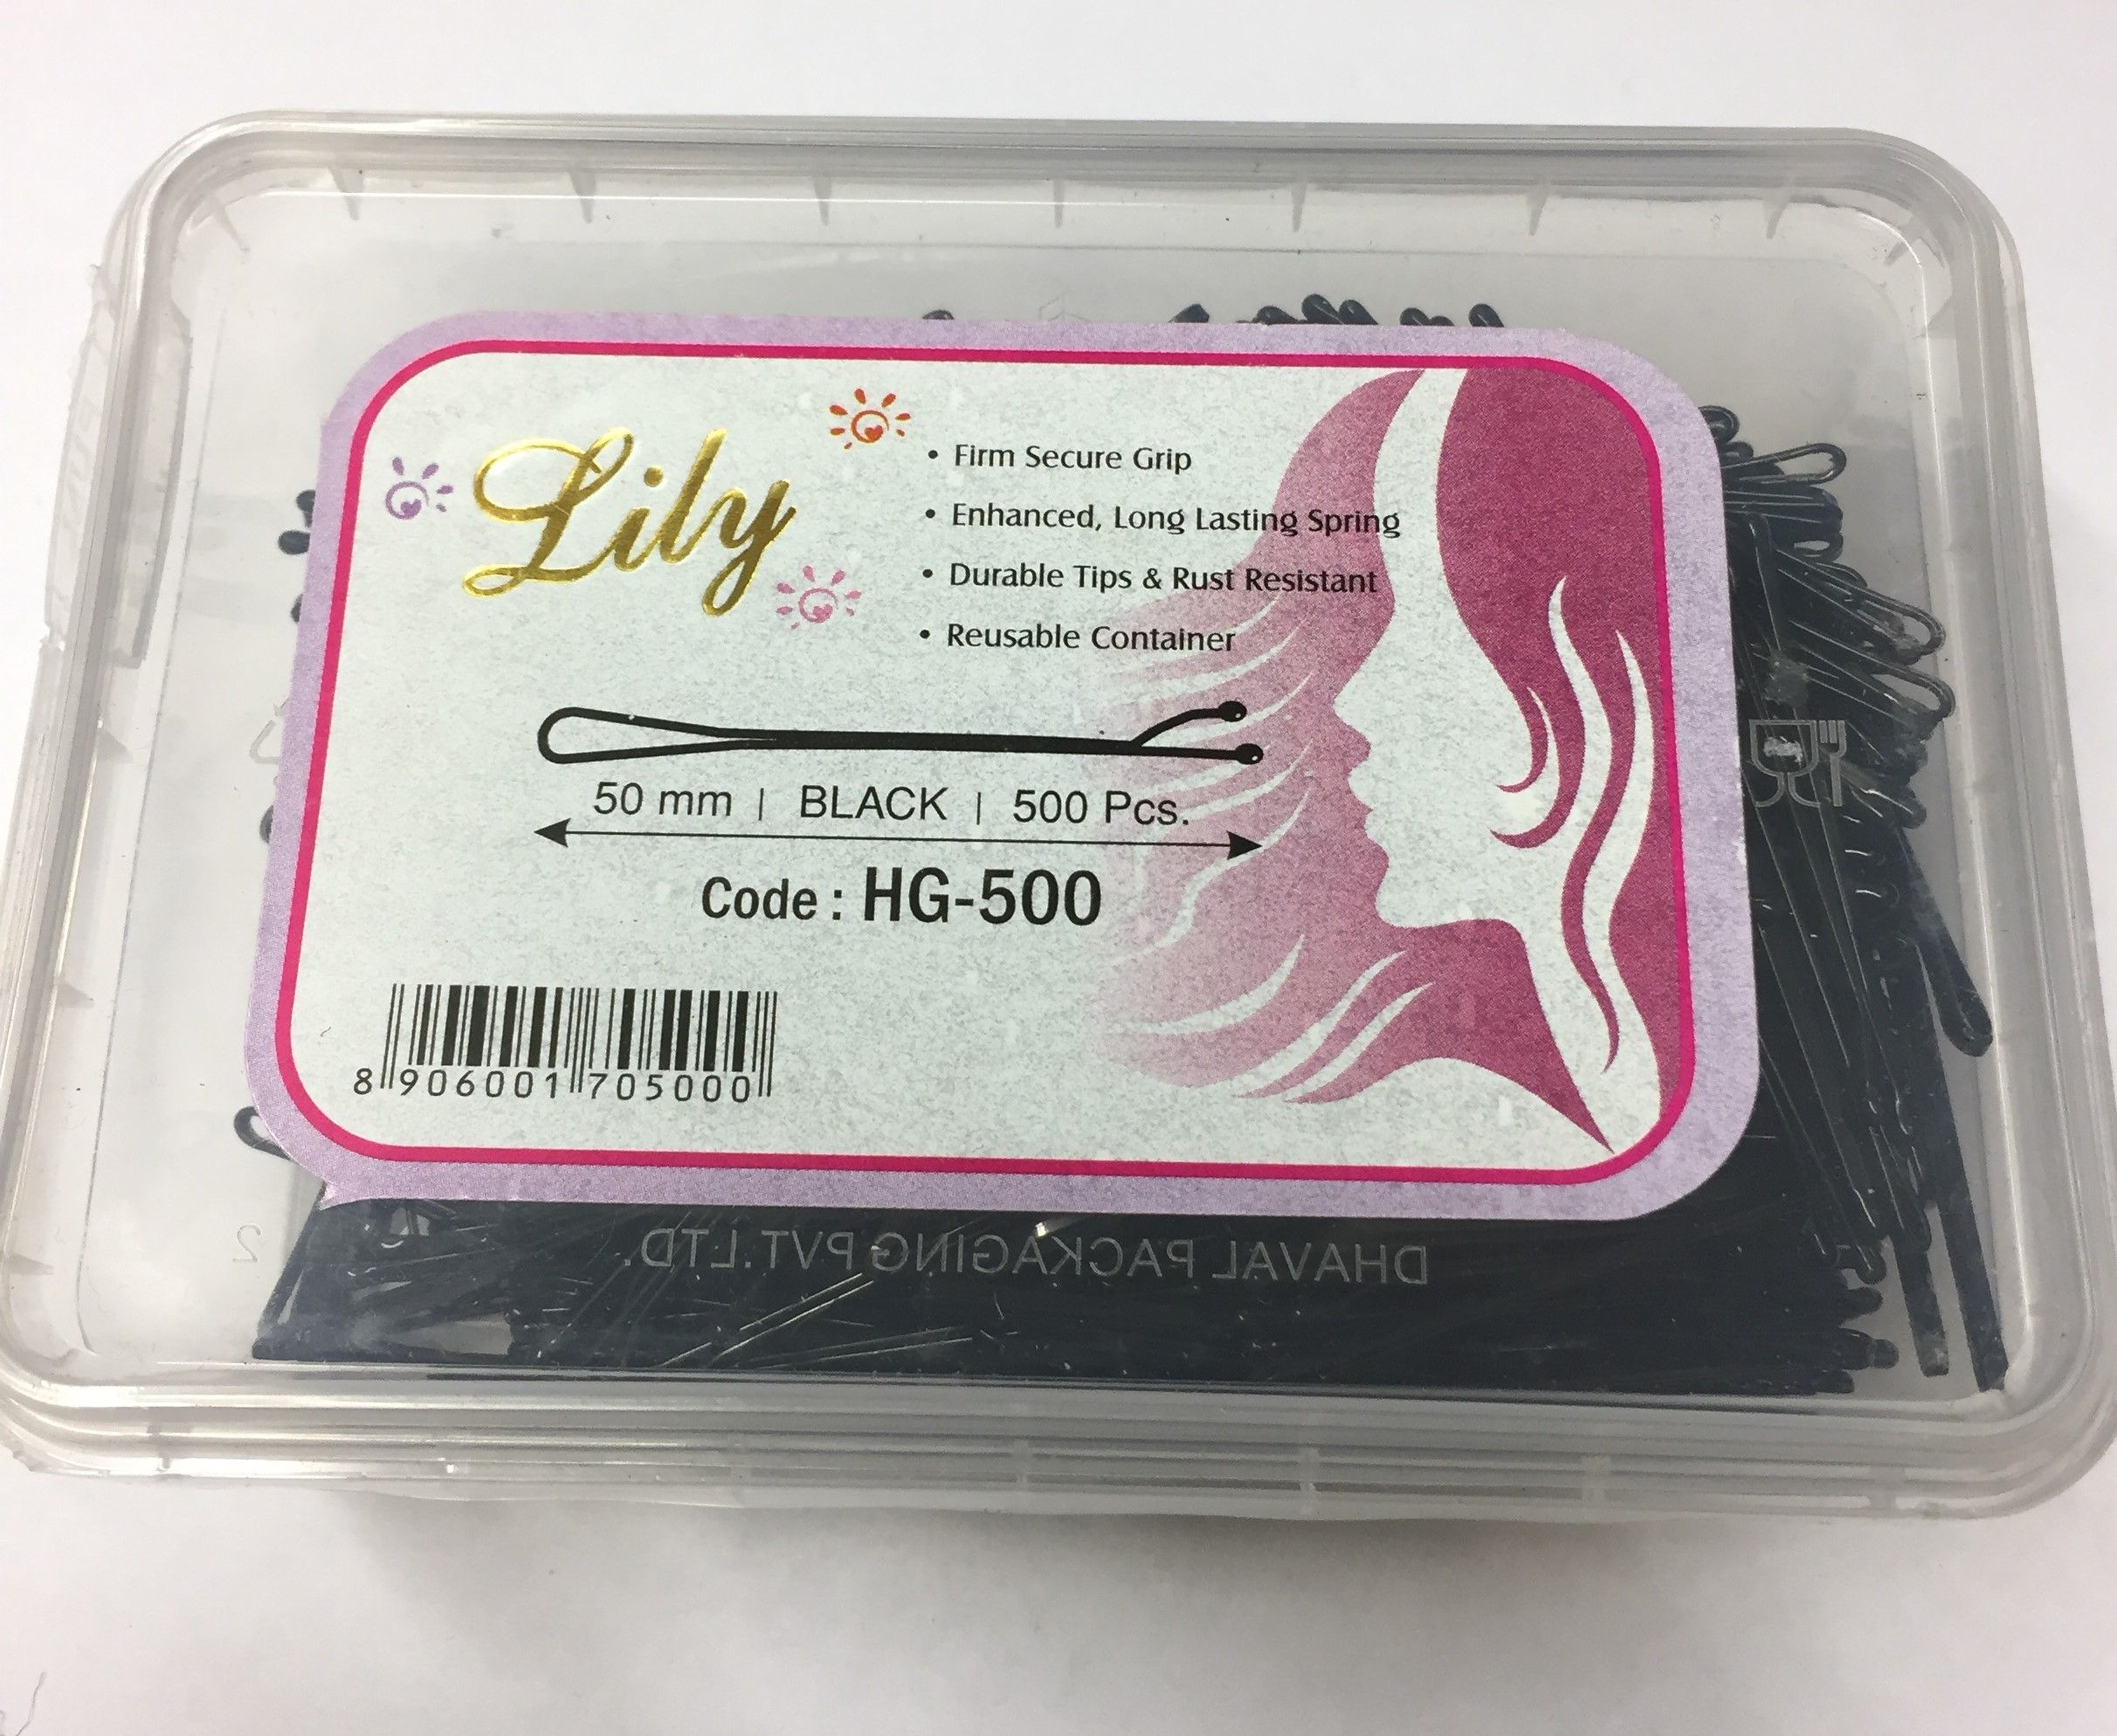 Lily
• Firm Secure Grip
• Enhanced, Long Lasting Spring
• Durable Tips & Rust Resistant
• Reusable Container
50 mm | BLACK | 500 Pcs.
Code : HG-500
8 906001 705000
DHAVAL PACKAGING PVT.LTD.
2